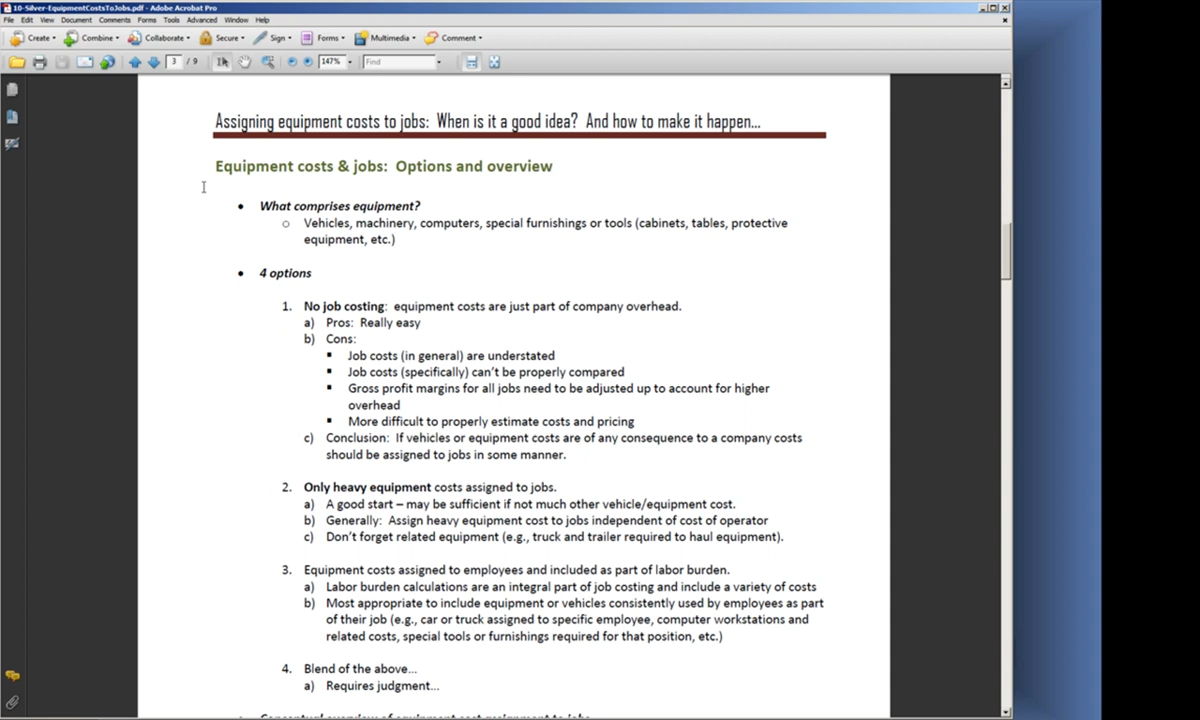 10-Silver-EquipmentCostsToJobs.pdf - Adobe Acrobat Pro
File Edit View Document Comments Forms Tools Advanced Window Help
Create Combine Collaborate Secure Sign Forms Multimedia Comment
3 / 9 147% Find
Assigning equipment costs to jobs: When is it a good idea? And how to make it happen...
Equipment costs & jobs: Options and overview
• What comprises equipment?
o Vehicles, machinery, computers, special furnishings or tools (cabinets, tables, protective
equipment, etc.)
• 4 options
1. No job costing: equipment costs are just part of company overhead.
a) Pros: Really easy
b) Cons:
▪ Job costs (in general) are understated
▪ Job costs (specifically) can't be properly compared
▪ Gross profit margins for all jobs need to be adjusted up to account for higher
overhead
▪ More difficult to properly estimate costs and pricing
c) Conclusion: If vehicles or equipment costs are of any consequence to a company costs
should be assigned to jobs in some manner.
2. Only heavy equipment costs assigned to jobs.
a) A good start – may be sufficient if not much other vehicle/equipment cost.
b) Generally: Assign heavy equipment cost to jobs independent of cost of operator
c) Don't forget related equipment (e.g., truck and trailer required to haul equipment).
3. Equipment costs assigned to employees and included as part of labor burden.
a) Labor burden calculations are an integral part of job costing and include a variety of costs
b) Most appropriate to include equipment or vehicles consistently used by employees as part
of their job (e.g., car or truck assigned to specific employee, computer workstations and
related costs, special tools or furnishings required for that position, etc.)
4. Blend of the above...
a) Requires judgment...
• Conceptual overview of equipment cost assignment to jobs